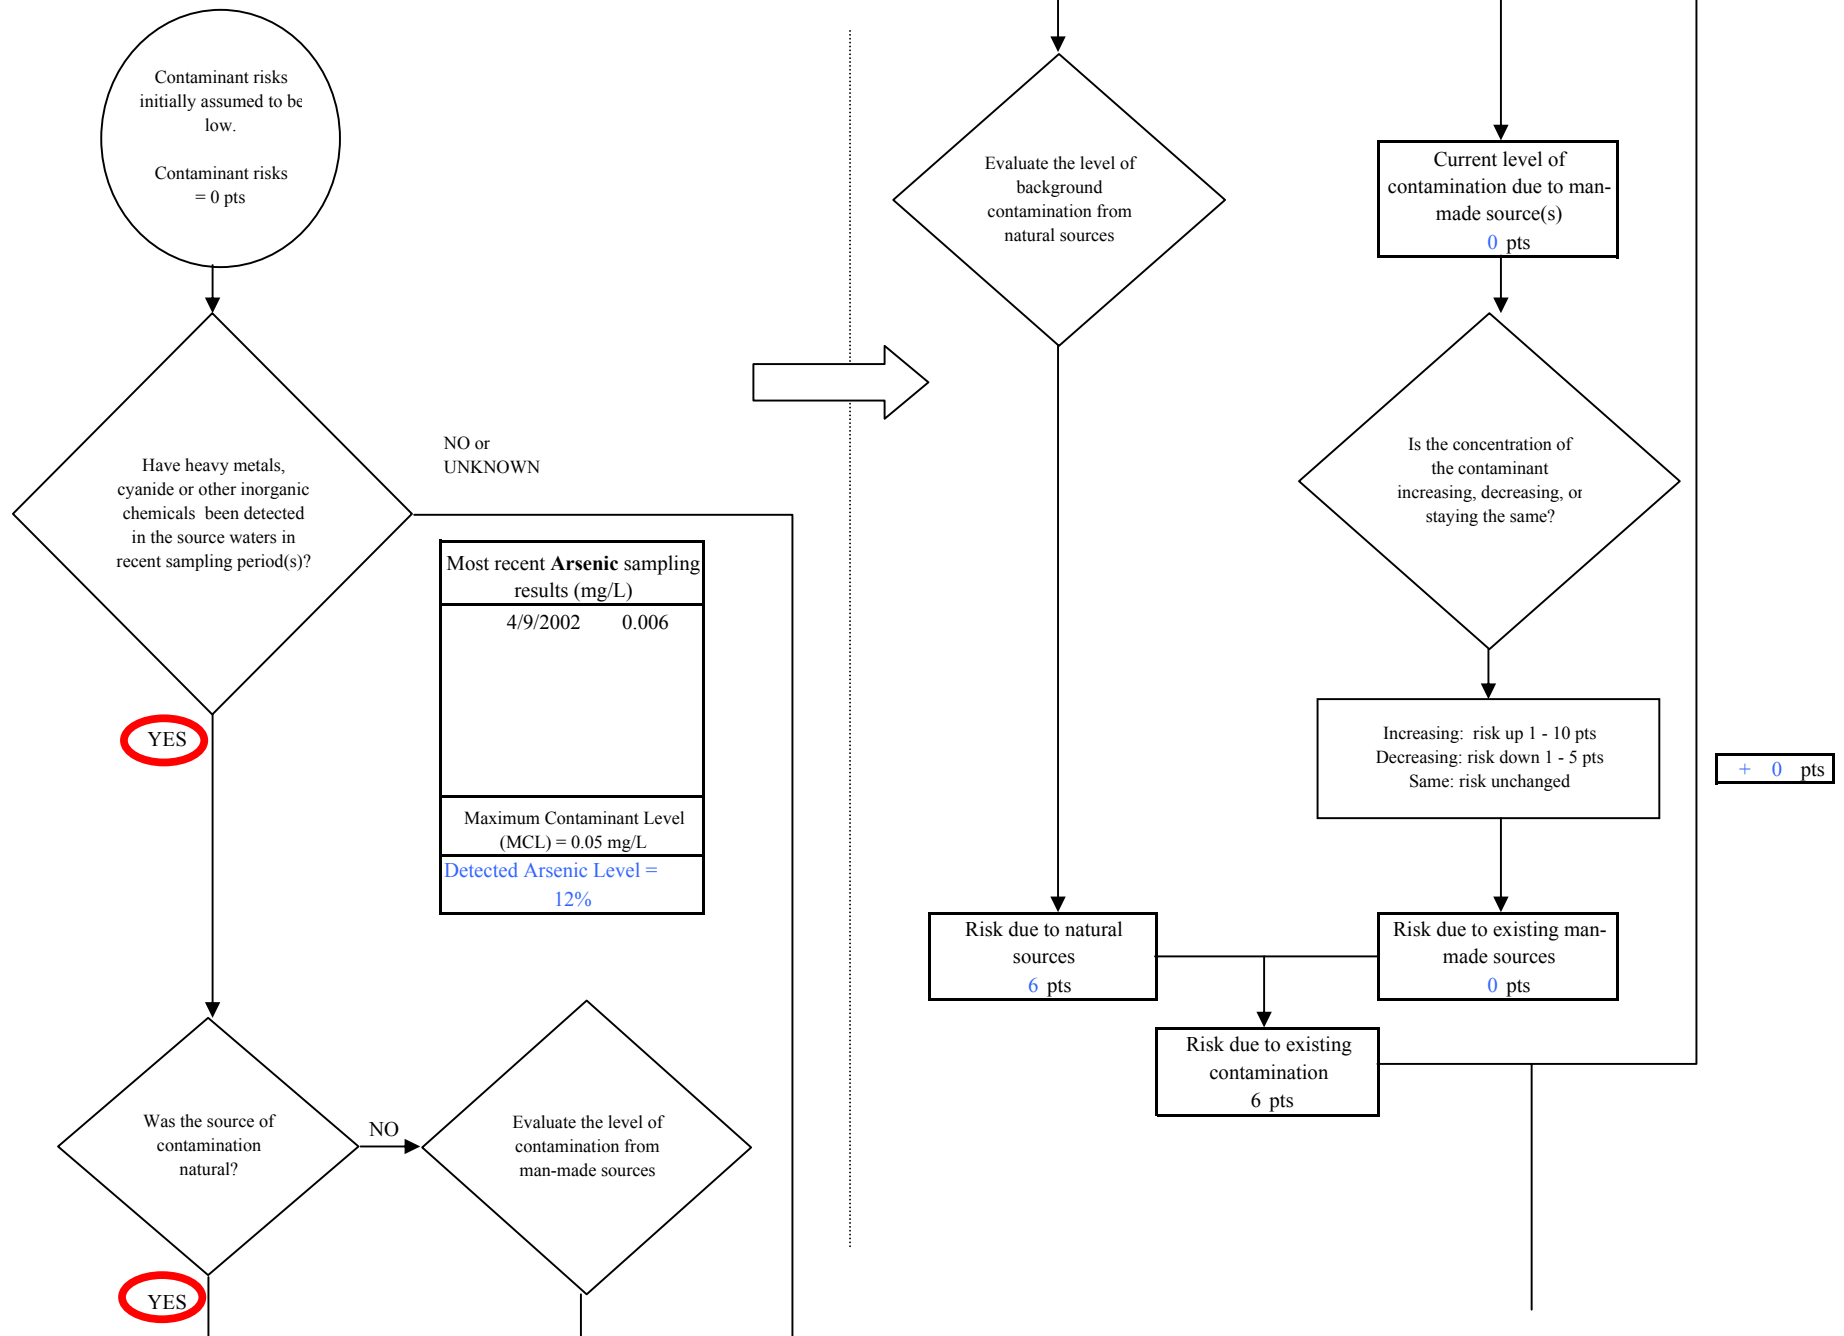 Contaminant risks
initially assumed to be
low.
Contaminant risks
= 0 pts
Have heavy metals,
cyanide or other inorganic
chemicals been detected
in the source waters in
recent sampling period(s)?
NO or
UNKNOWN
Most recent Arsenic sampling
results (mg/L)
4/9/2002 0.006
Maximum Contaminant Level
(MCL) = 0.05 mg/L
Detected Arsenic Level =
12%
YES
Was the source of
contamination
natural?
NO
Evaluate the level of
contamination from
man-made sources
YES
Evaluate the level of
background
contamination from
natural sources
Current level of
contamination due to man-
made source(s)
0 pts
Is the concentration of
the contaminant
increasing, decreasing, or
staying the same?
Increasing: risk up 1 - 10 pts
Decreasing: risk down 1 - 5 pts
Same: risk unchanged
+ 0 pts
Risk due to natural
sources
6 pts
Risk due to existing man-
made sources
0 pts
Risk due to existing
contamination
6 pts